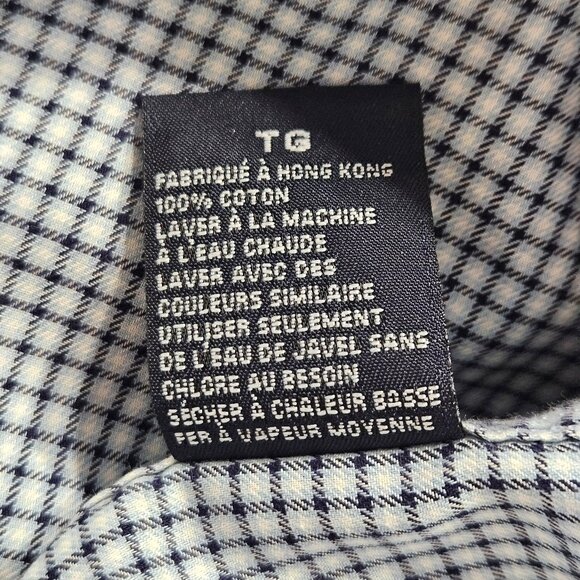 TG
FABRIQUÉ À HONG KONG
100% COTON
LAVER À LA MACHINE
À L'EAU CHAUDE
LAVER AVEC DES
COULEURS SIMILAIRE
UTILISER SEULEMENT
DE L'EAU DE JAVEL SANS
CHLORE AU BESOIN
SÉCHER À CHALEUR BASSE
FER À VAPEUR MOYENNE